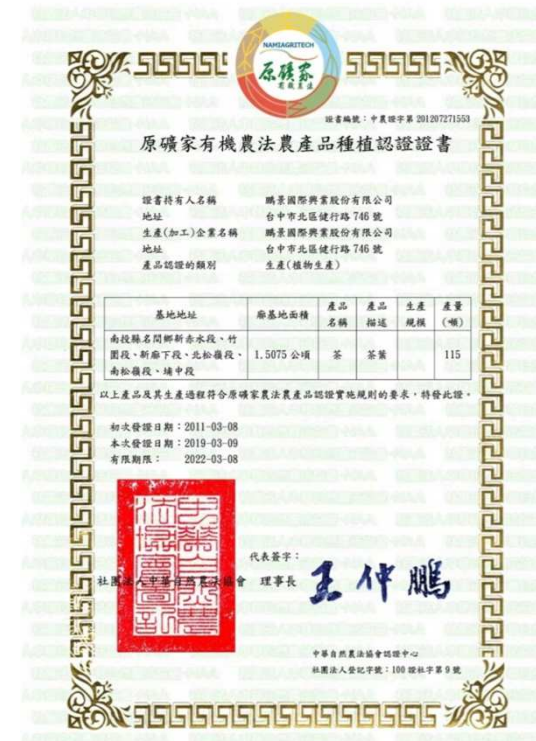 NAMIAGRITECH
原礦家
有機農法
證書編號：中農證字第 201207271553
原礦家有機農法農產品種植認證證書
證書持有人名稱 鵬景國際興業股份有限公司
地址 台中市北區健行路 746 號
生產(加工)企業名稱 鵬景國際興業股份有限公司
地址 台中市北區健行路 746 號
產品認證的類別 生產(植物生產)
基地地址 廠基地面積 產品名稱 產品描述 生產規模 產量(噸)
南投縣名間鄉新赤水段、竹
圍段、新廍下段、北松嶺段、 1.5075 公頃 茶 茶葉 115
南松嶺段、埔中段
以上產品及其生產過程符合原礦家農法農產品認證實施規則的要求，特發此證。
初次發證日期：2011-03-08
本次發證日期：2019-03-09
有限期限： 2022-03-08
代表簽字：
社團法人中華自然農法協會 理事長 王仲鵬
中華自然農法協會認證中心
社團法人登記字號：100 證社字第 9 號